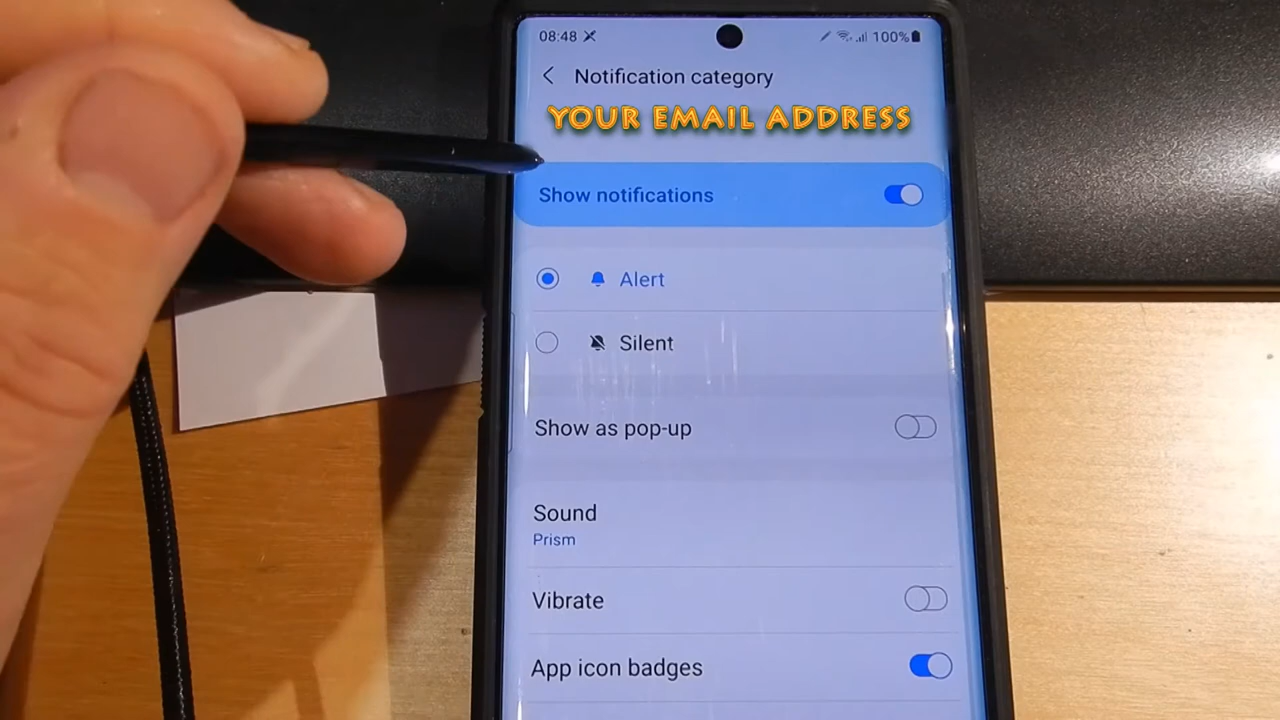 08:48 100%
Notification category
YOUR EMAIL ADDRESS
Show notifications
Alert
Silent
Show as pop-up
Sound
Prism
Vibrate
App icon badges